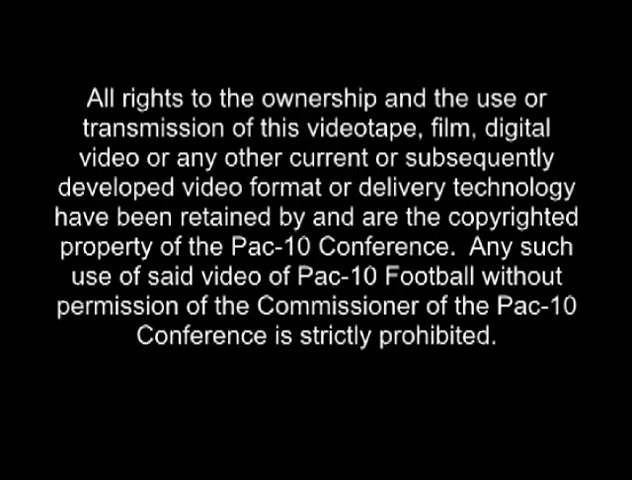 All rights to the ownership and the use or
transmission of this videotape, film, digital
video or any other current or subsequently
developed video format or delivery technology
have been retained by and are the copyrighted
property of the Pac-10 Conference.  Any such
use of said video of Pac-10 Football without
permission of the Commissioner of the Pac-10
Conference is strictly prohibited.